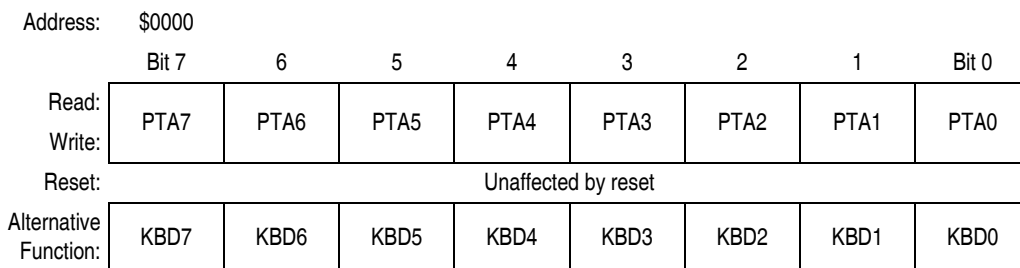 Address: $0000
Bit 7 6 5 4 3 2 1 Bit 0
Read:
PTA7 PTA6 PTA5 PTA4 PTA3 PTA2 PTA1 PTA0
Write:
Reset: Unaffected by reset
Alternative
Function: KBD7 KBD6 KBD5 KBD4 KBD3 KBD2 KBD1 KBD0